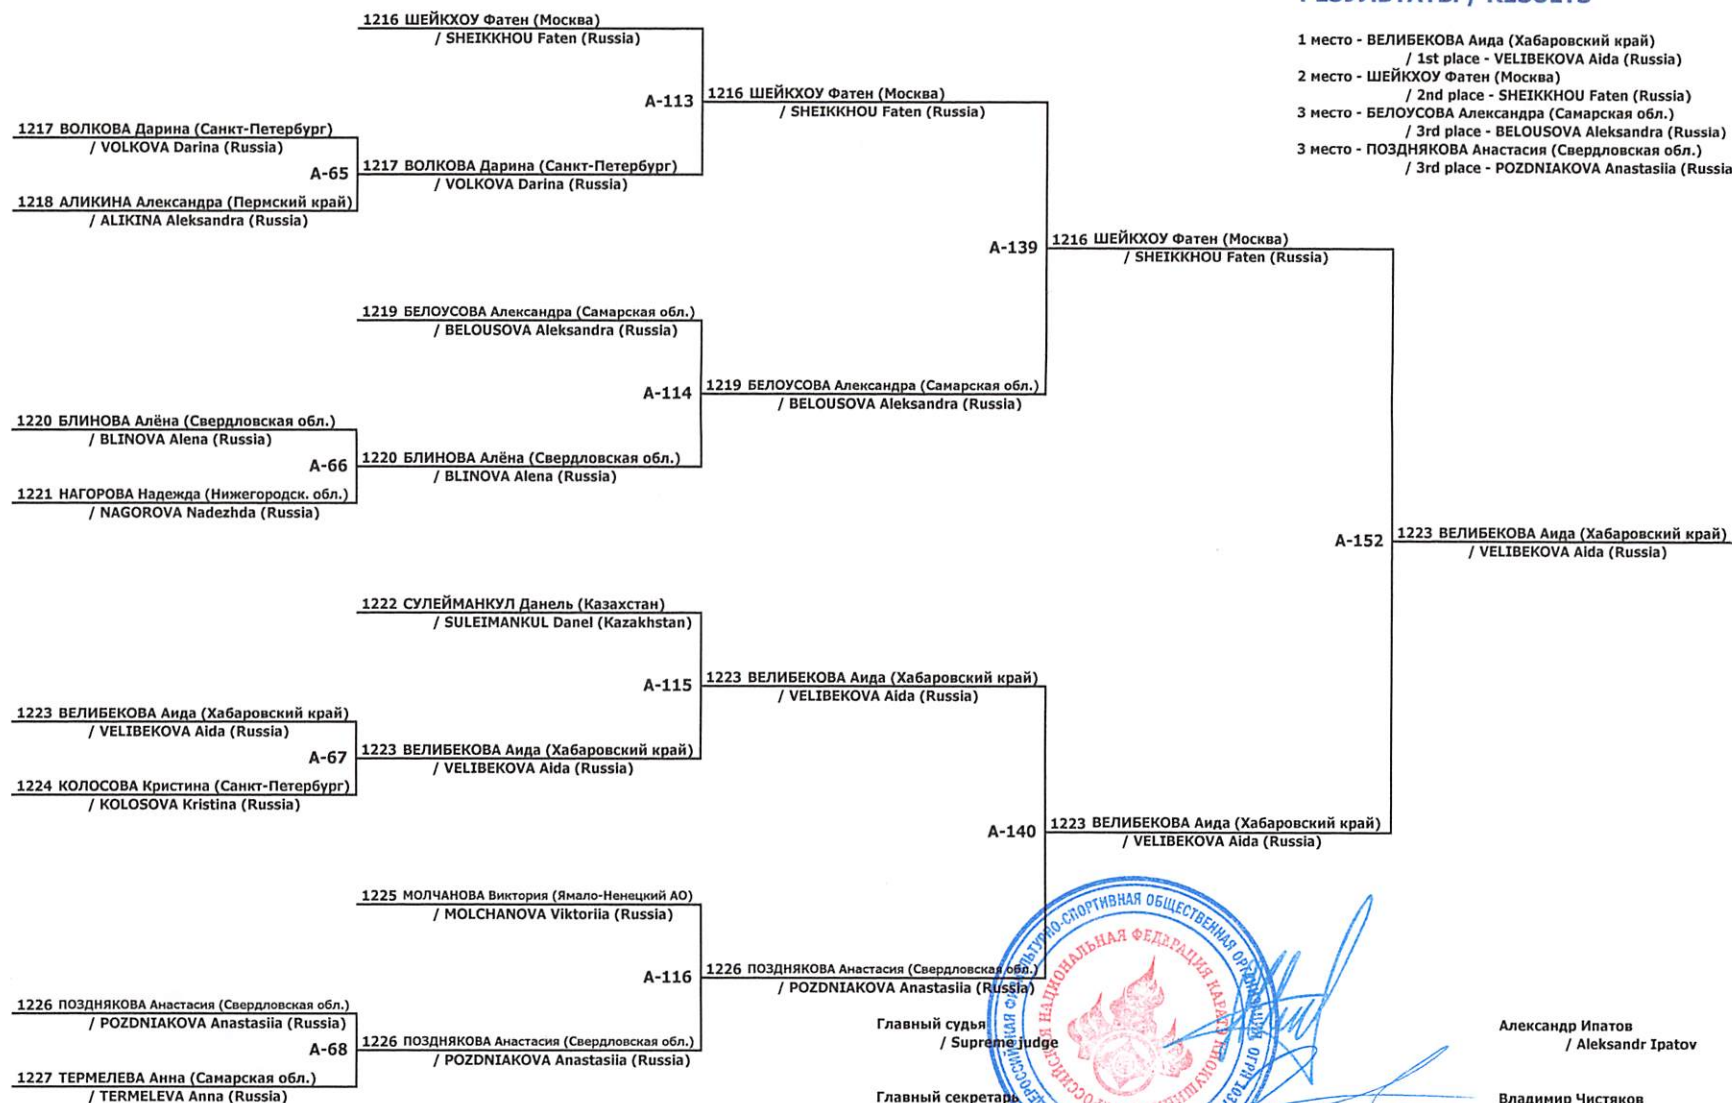 РЕЗУЛЬТАТЫ / RESULTS
1 место - ВЕЛИБЕКОВА Аида (Хабаровский край)
/ 1st place - VELIBEKOVA Aida (Russia)
2 место - ШЕЙКХОУ Фатен (Москва)
/ 2nd place - SHEIKKHOU Faten (Russia)
3 место - БЕЛОУСОВА Александра (Самарская обл.)
/ 3rd place - BELOUSOVA Aleksandra (Russia)
3 место - ПОЗДНЯКОВА Анастасия (Свердловская обл.)
/ 3rd place - POZDNIAKOVA Anastasiia (Russia
1216 ШЕЙКХОУ Фатен (Москва)
/ SHEIKKHOU Faten (Russia)
A-113
1216 ШЕЙКХОУ Фатен (Москва)
/ SHEIKKHOU Faten (Russia)
1217 ВОЛКОВА Дарина (Санкт-Петербург)
/ VOLKOVA Darina (Russia)
A-65
1217 ВОЛКОВА Дарина (Санкт-Петербург)
/ VOLKOVA Darina (Russia)
1218 АЛИКИНА Александра (Пермский край)
/ ALIKINA Aleksandra (Russia)
A-139
1216 ШЕЙКХОУ Фатен (Москва)
/ SHEIKKHOU Faten (Russia)
1219 БЕЛОУСОВА Александра (Самарская обл.)
/ BELOUSOVA Aleksandra (Russia)
A-114
1219 БЕЛОУСОВА Александра (Самарская обл.)
/ BELOUSOVA Aleksandra (Russia)
1220 БЛИНОВА Алёна (Свердловская обл.)
/ BLINOVA Alena (Russia)
A-66
1220 БЛИНОВА Алёна (Свердловская обл.)
/ BLINOVA Alena (Russia)
1221 НАГОРОВА Надежда (Нижегородск. обл.)
/ NAGOROVA Nadezhda (Russia)
A-152
1223 ВЕЛИБЕКОВА Аида (Хабаровский край)
/ VELIBEKOVA Aida (Russia)
1222 СУЛЕЙМАНКУЛ Данель (Казахстан)
/ SULEIMANKUL Danel (Kazakhstan)
A-115
1223 ВЕЛИБЕКОВА Аида (Хабаровский край)
/ VELIBEKOVA Aida (Russia)
1223 ВЕЛИБЕКОВА Аида (Хабаровский край)
/ VELIBEKOVA Aida (Russia)
A-67
1223 ВЕЛИБЕКОВА Аида (Хабаровский край)
/ VELIBEKOVA Aida (Russia)
1224 КОЛОСОВА Кристина (Санкт-Петербург)
/ KOLOSOVA Kristina (Russia)
A-140
1223 ВЕЛИБЕКОВА Аида (Хабаровский край)
/ VELIBEKOVA Aida (Russia)
1225 МОЛЧАНОВА Виктория (Ямало-Ненецкий АО)
/ MOLCHANOVA Viktoriia (Russia)
A-116
1226 ПОЗДНЯКОВА Анастасия (Свердловская обл.)
/ POZDNIAKOVA Anastasiia (Russia)
1226 ПОЗДНЯКОВА Анастасия (Свердловская обл.)
/ POZDNIAKOVA Anastasiia (Russia)
A-68
1226 ПОЗДНЯКОВА Анастасия (Свердловская обл.)
/ POZDNIAKOVA Anastasiia (Russia)
1227 ТЕРМЕЛЕВА Анна (Самарская обл.)
/ TERMELEVA Anna (Russia)
Главный судья
/ Supreme judge
Александр Ипатов
/ Aleksandr Ipatov
Главный секретарь
Владимир Чистяков
СПОРТИВНАЯ ОБЩЕСТВЕННАЯ ОРГАНИЗАЦИЯ
НАЦИОНАЛЬНАЯ ФЕДЕРАЦИЯ КАРАТЭ